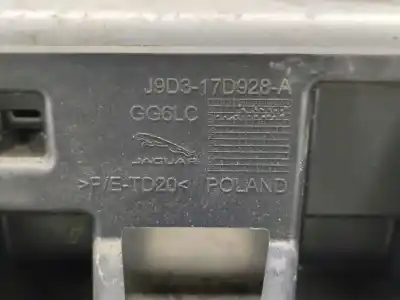 J9D3-17D928-A
GG6LC
JAGUAR
>P/E-TD20< POLAND